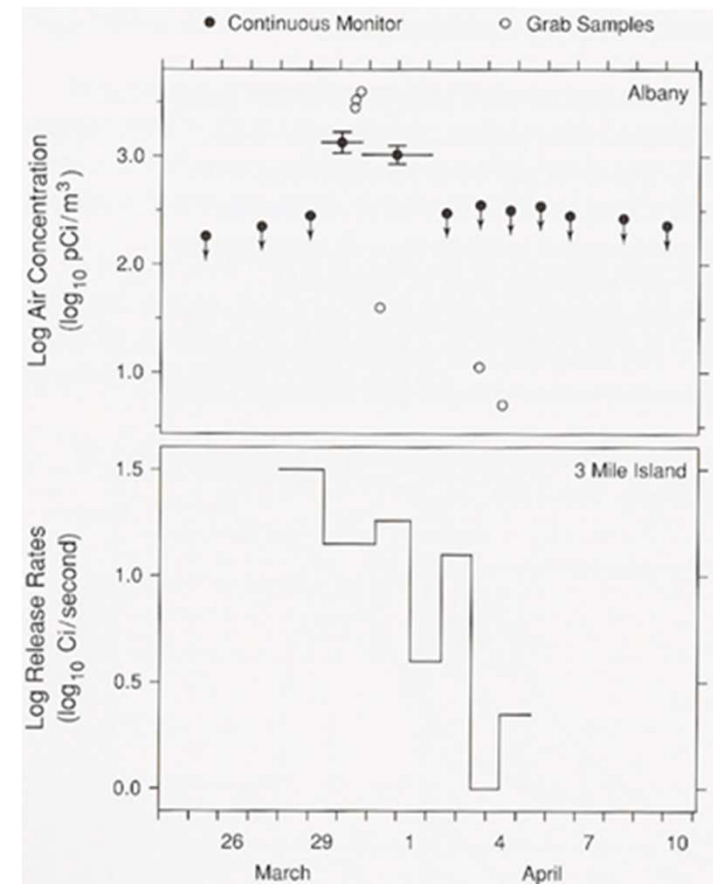 Continuous Monitor Grab Samples
Albany
Log Air Concentration
(log₁₀ pCi/m³)
3.0
2.0
1.0
3 Mile Island
Log Release Rates
(log₁₀ Ci/second)
1.5
1.0
0.5
0.0
26 29 1 4 7 10
March April